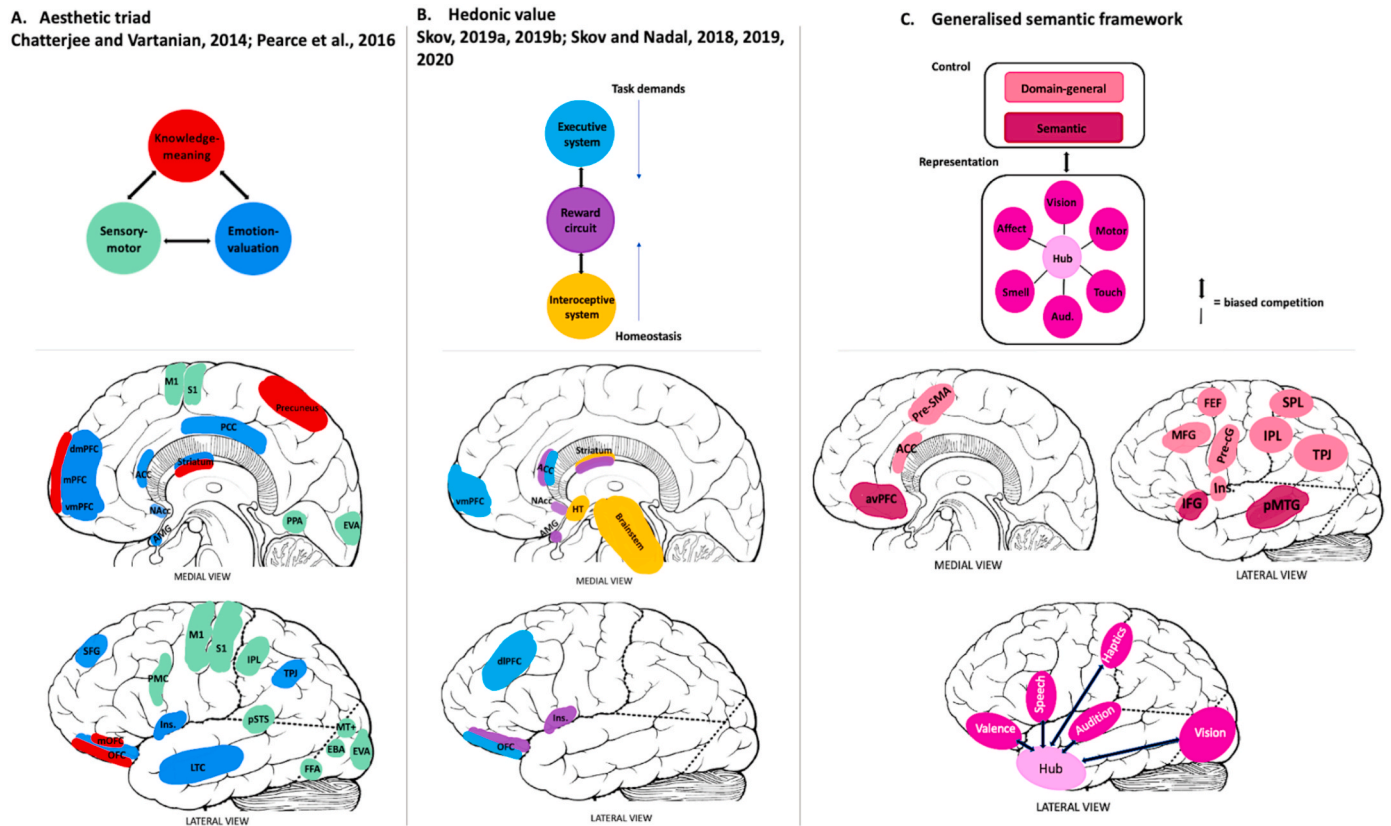 A. Aesthetic triad
Chatterjee and Vartanian, 2014; Pearce et al., 2016
Knowledge-
meaning
Sensory-
motor
Emotion-
valuation
M1
S1
Precuneus
PCC
dmPFC
mPFC
vmPFC
ACC
Striatum
NAcc
AMG
PPA
EVA
MEDIAL VIEW
SFG
M1
S1
IPL
PMC
TPJ
Ins.
pSTS
MT+
mOFC
OFC
EBA
EVA
LTC
FFA
LATERAL VIEW
B. Hedonic value
Skov, 2019a, 2019b; Skov and Nadal, 2018, 2019,
2020
Task demands
Executive
system
Reward
circuit
Interoceptive
system
Homeostasis
Striatum
ACC
vmPFC
NAcc
HT
AMG
Brainstem
MEDIAL VIEW
dlPFC
Ins.
OFC
LATERAL VIEW
C. Generalised semantic framework
Control
Domain-general
Semantic
Representation
Vision
Affect
Motor
Hub
Smell
Touch
Aud.
= biased competition
Pre-SMA
ACC
avPFC
MEDIAL VIEW
FEF
SPL
MFG
Pre-cG
IPL
TPJ
Ins.
IFG
pMTG
LATERAL VIEW
Haptics
Speech
Valence
Audition
Vision
Hub
LATERAL VIEW